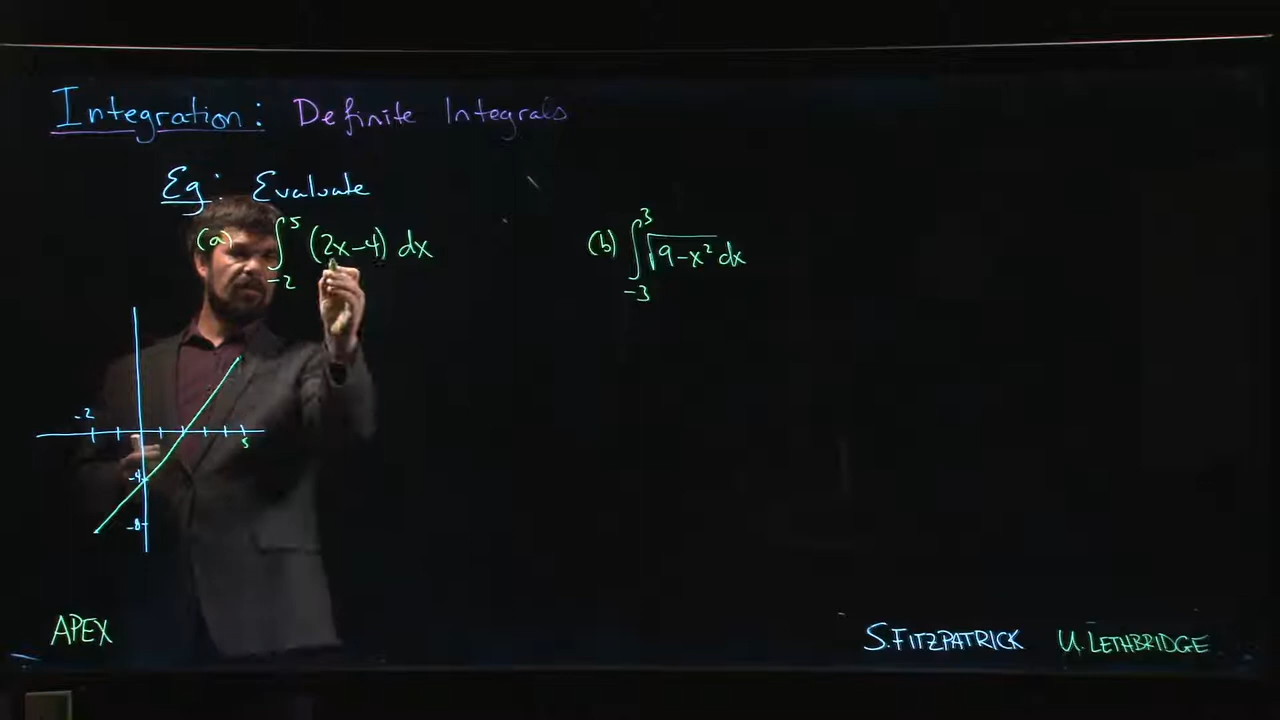 Integration: Definite Integrals
Eg: Evaluate
(a) ∫_{-2}^{5} (2x-4) dx
(b) ∫_{-3}^{3} √(9-x²) dx
-2
5
-4
-8
APEX
S. FITZPATRICK U. LETHBRIDGE